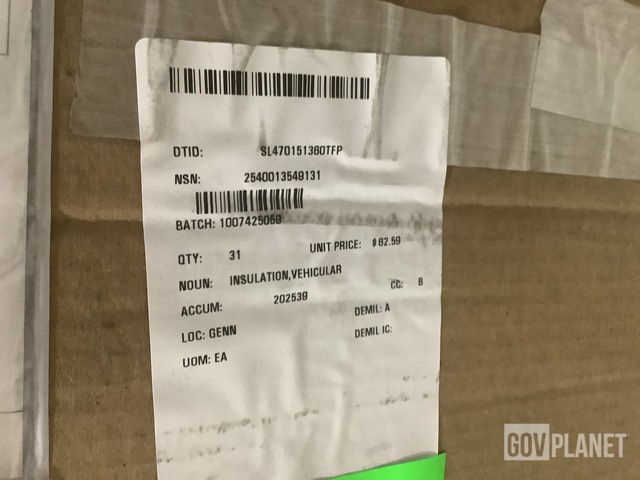 DTID: SL470151360TFP
NSN: 2540013549131
BATCH: 1007425059
QTY: 31 UNIT PRICE: $ 62.59
NOUN: INSULATION,VEHICULAR
ACCUM: 202539 CC: B
LOC: GENN DEMIL: A
UOM: EA DEMIL IC:
GOVPLANET